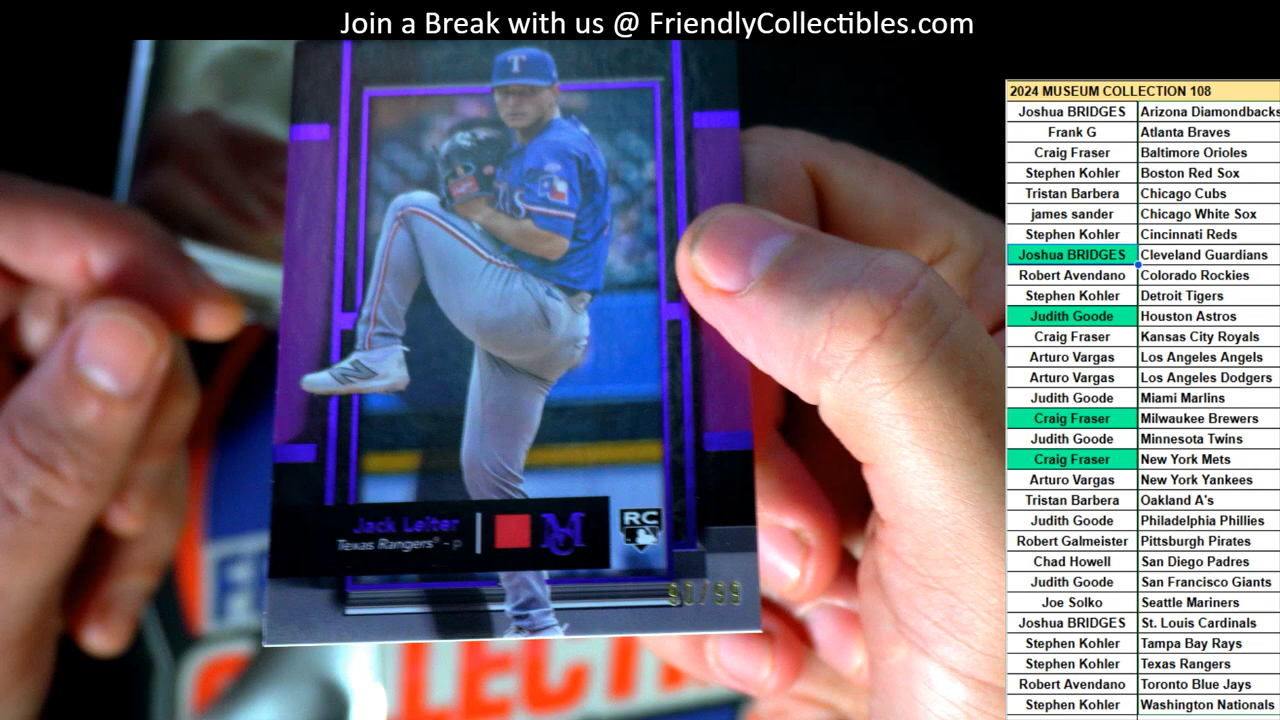 Join a Break with us @ FriendlyCollectibles.com
2024 MUSEUM COLLECTION 108
Joshua BRIDGES Arizona Diamondbacks
Frank G Atlanta Braves
Craig Fraser Baltimore Orioles
Stephen Kohler Boston Red Sox
Tristan Barbera Chicago Cubs
james sander Chicago White Sox
Stephen Kohler Cincinnati Reds
Joshua BRIDGES Cleveland Guardians
Robert Avendano Colorado Rockies
Stephen Kohler Detroit Tigers
Judith Goode Houston Astros
Craig Fraser Kansas City Royals
Arturo Vargas Los Angeles Angels
Arturo Vargas Los Angeles Dodgers
Judith Goode Miami Marlins
Craig Fraser Milwaukee Brewers
Judith Goode Minnesota Twins
Craig Fraser New York Mets
Arturo Vargas New York Yankees
Tristan Barbera Oakland A's
Judith Goode Philadelphia Phillies
Robert Galmeister Pittsburgh Pirates
Chad Howell San Diego Padres
Judith Goode San Francisco Giants
Joe Solko Seattle Mariners
Joshua BRIDGES St. Louis Cardinals
Stephen Kohler Tampa Bay Rays
Stephen Kohler Texas Rangers
Robert Avendano Toronto Blue Jays
Stephen Kohler Washington Nationals
T
Jack Leiter
Texas Rangers® - P
RC